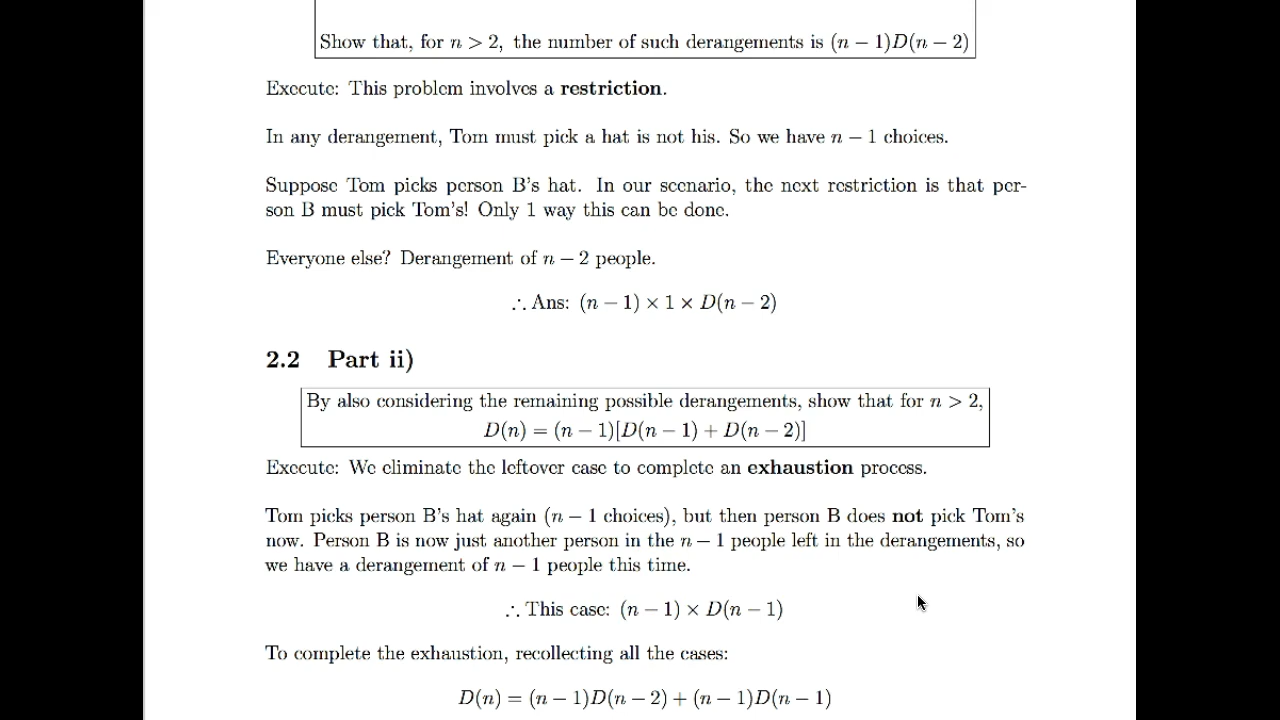 Show that, for n > 2, the number of such derangements is (n − 1)D(n − 2)
Execute: This problem involves a restriction.
In any derangement, Tom must pick a hat is not his. So we have n − 1 choices.
Suppose Tom picks person B's hat. In our scenario, the next restriction is that per-
son B must pick Tom's! Only 1 way this can be done.
Everyone else? Derangement of n − 2 people.
∴ Ans: (n − 1) × 1 × D(n − 2)
2.2 Part ii)
By also considering the remaining possible derangements, show that for n > 2,
D(n) = (n − 1)[D(n − 1) + D(n − 2)]
Execute: We eliminate the leftover case to complete an exhaustion process.
Tom picks person B's hat again (n − 1 choices), but then person B does not pick Tom's
now. Person B is now just another person in the n − 1 people left in the derangements, so
we have a derangement of n − 1 people this time.
∴ This case: (n − 1) × D(n − 1)
To complete the exhaustion, recollecting all the cases:
D(n) = (n − 1)D(n − 2) + (n − 1)D(n − 1)